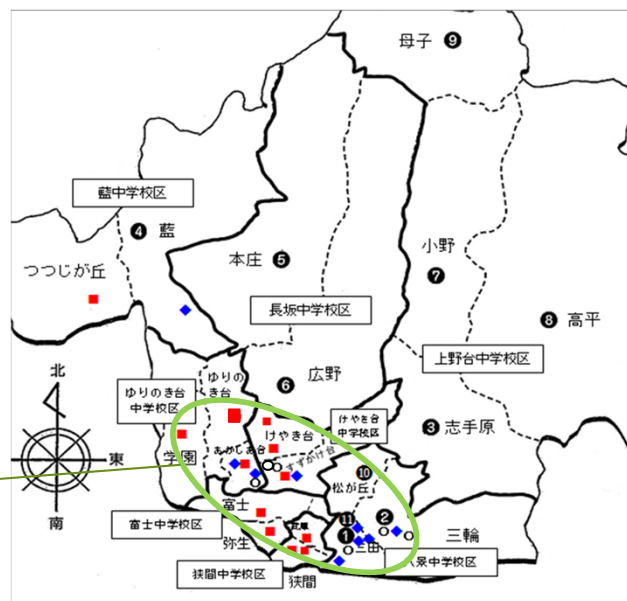 母子 ❾
藍中学校区
❹ 藍
つつじが丘
本庄 ❺
小野
❼
❽ 高平
長坂中学校区
上野台中学校区
北
東
南
ゆりのき台
中学校区
ゆりの
き台
❻ 広野
けやき台
中学校区
❸ 志手原
けやき台
学園
あかしあ台
すずかけ台
❿
松が丘
富士
富士中学校区
弥生
狭間中学校区
狭間
⓫
❶
❷
三田
三輪
八景中学校区